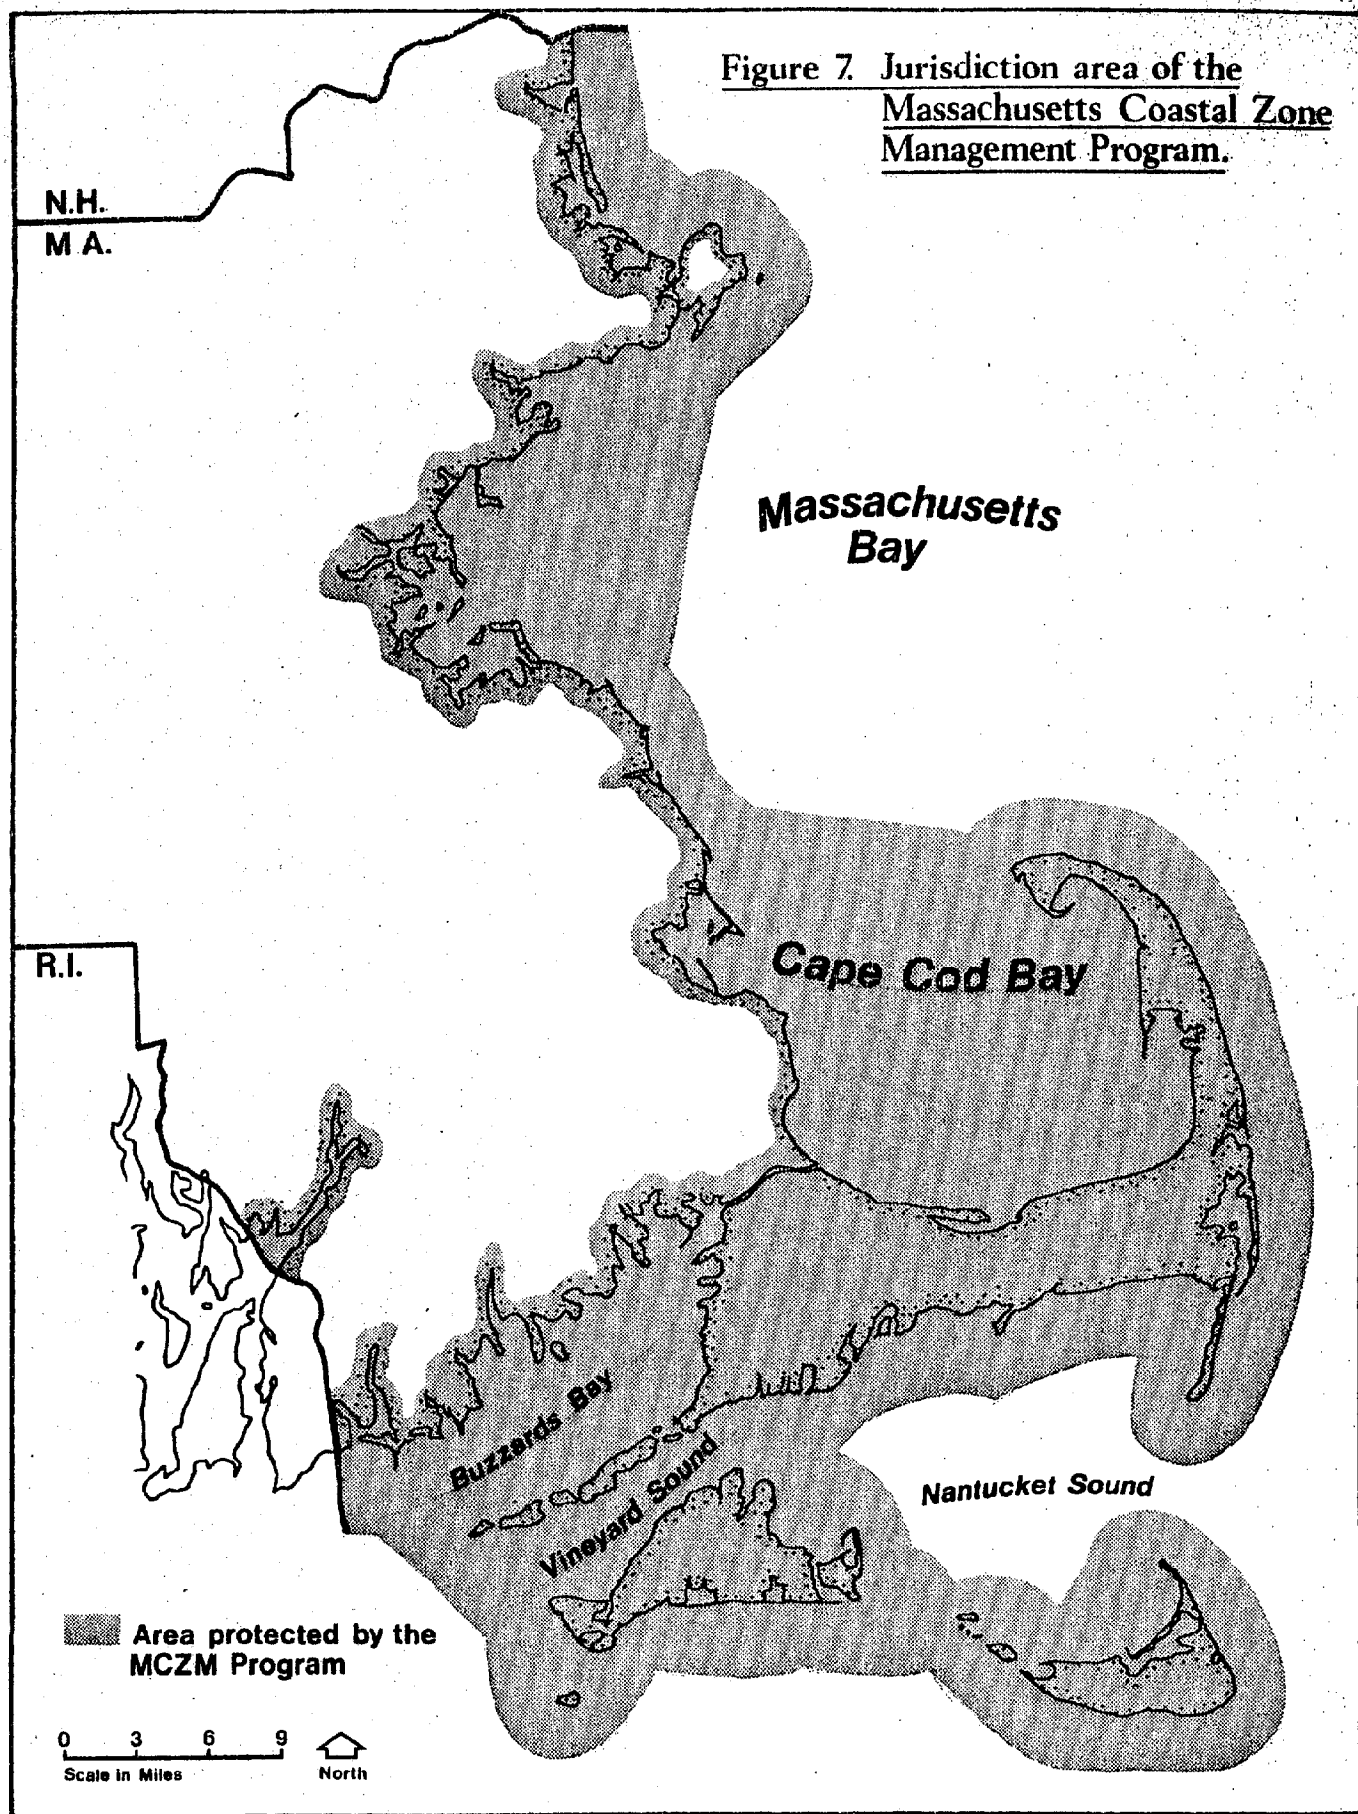 Figure 7. Jurisdiction area of the
Massachusetts Coastal Zone
Management Program.
N.H.
M A.
Massachusetts
Bay
R.I.
Cape Cod Bay
Buzzards Bay
Vineyard Sound
Nantucket Sound
Area protected by the
MCZM Program
0 3 6 9
Scale in Miles
North